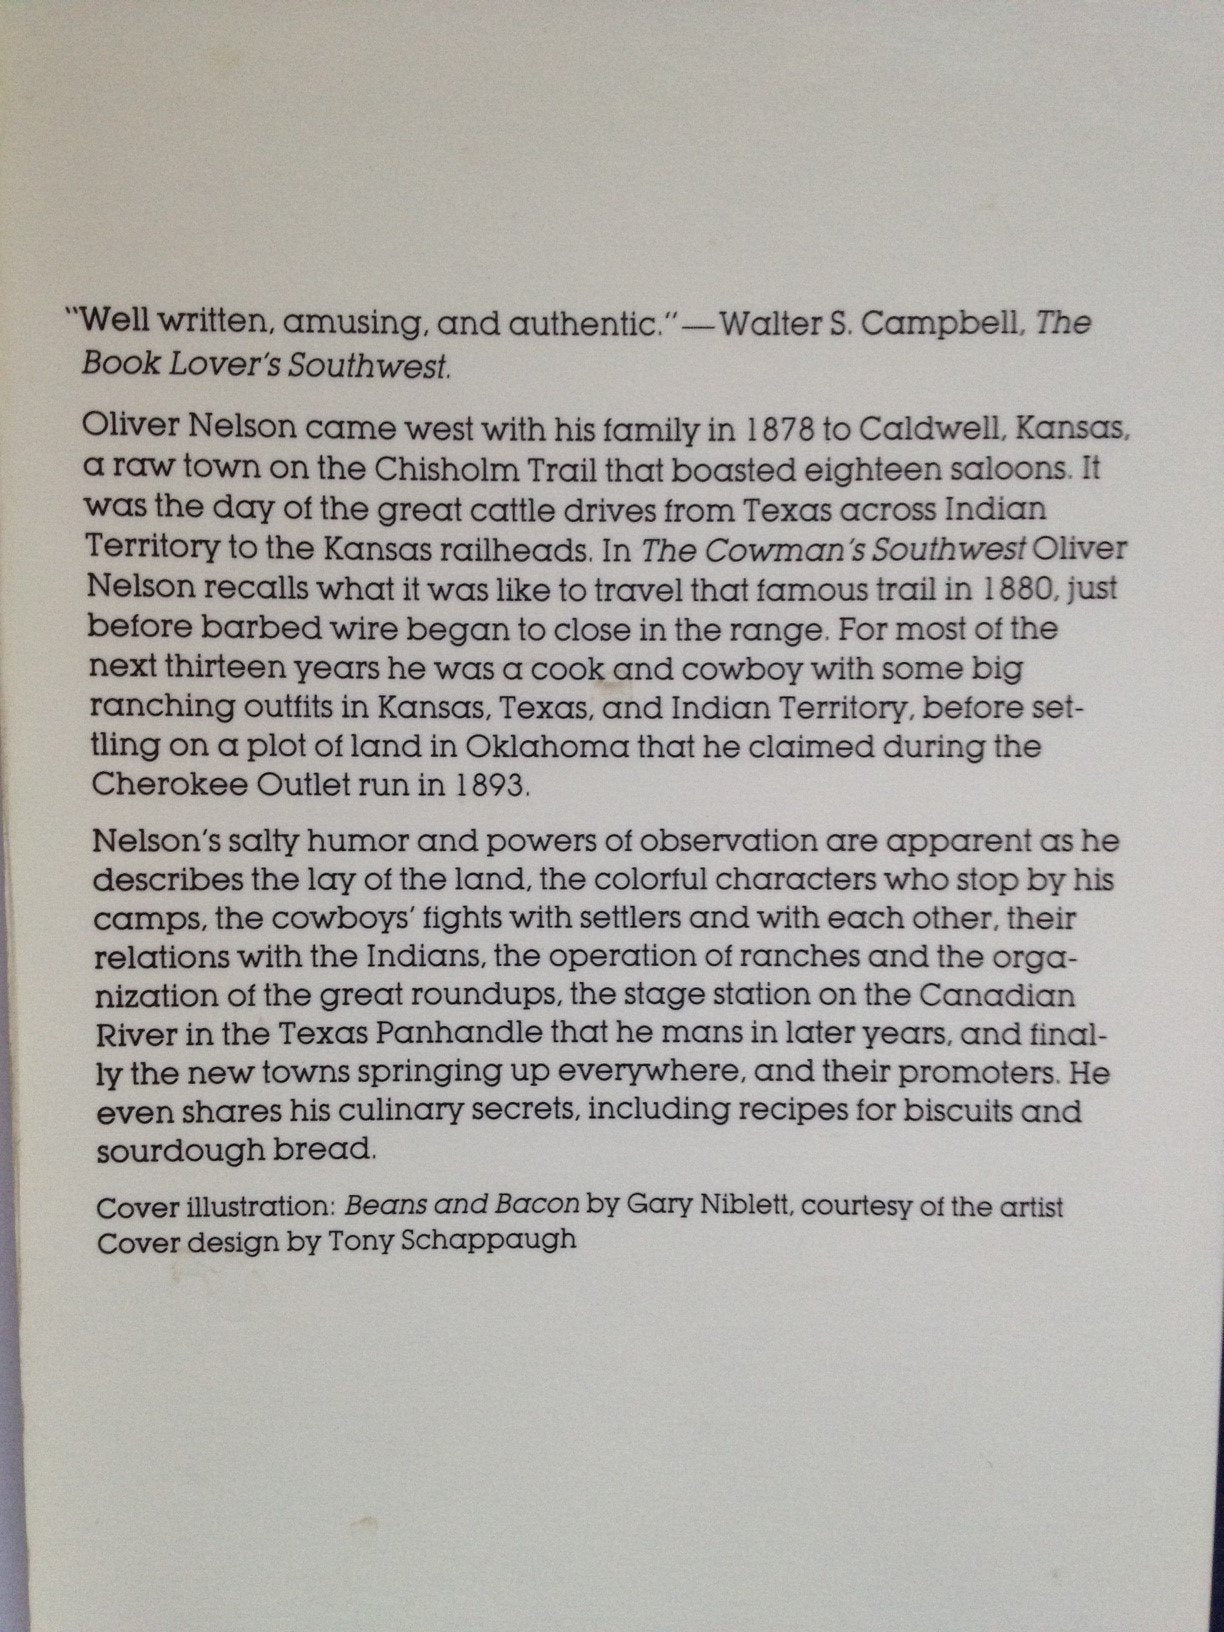 "Well written, amusing, and authentic."—Walter S. Campbell, The
Book Lover's Southwest.
Oliver Nelson came west with his family in 1878 to Caldwell, Kansas,
a raw town on the Chisholm Trail that boasted eighteen saloons. It
was the day of the great cattle drives from Texas across Indian
Territory to the Kansas railheads. In The Cowman's Southwest Oliver
Nelson recalls what it was like to travel that famous trail in 1880, just
before barbed wire began to close in the range. For most of the
next thirteen years he was a cook and cowboy with some big
ranching outfits in Kansas, Texas, and Indian Territory, before set-
tling on a plot of land in Oklahoma that he claimed during the
Cherokee Outlet run in 1893.
Nelson's salty humor and powers of observation are apparent as he
describes the lay of the land, the colorful characters who stop by his
camps, the cowboys' fights with settlers and with each other, their
relations with the Indians, the operation of ranches and the orga-
nization of the great roundups, the stage station on the Canadian
River in the Texas Panhandle that he mans in later years, and final-
ly the new towns springing up everywhere, and their promoters. He
even shares his culinary secrets, including recipes for biscuits and
sourdough bread.
Cover illustration: Beans and Bacon by Gary Niblett, courtesy of the artist
Cover design by Tony Schappaugh